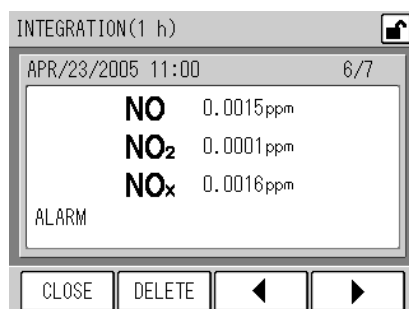 INTEGRATION(1 h)
APR/23/2005 11:00 6/7
NO 0.0015ppm
NO₂ 0.0001ppm
NOx 0.0016ppm
ALARM
CLOSE DELETE ◀ ▶